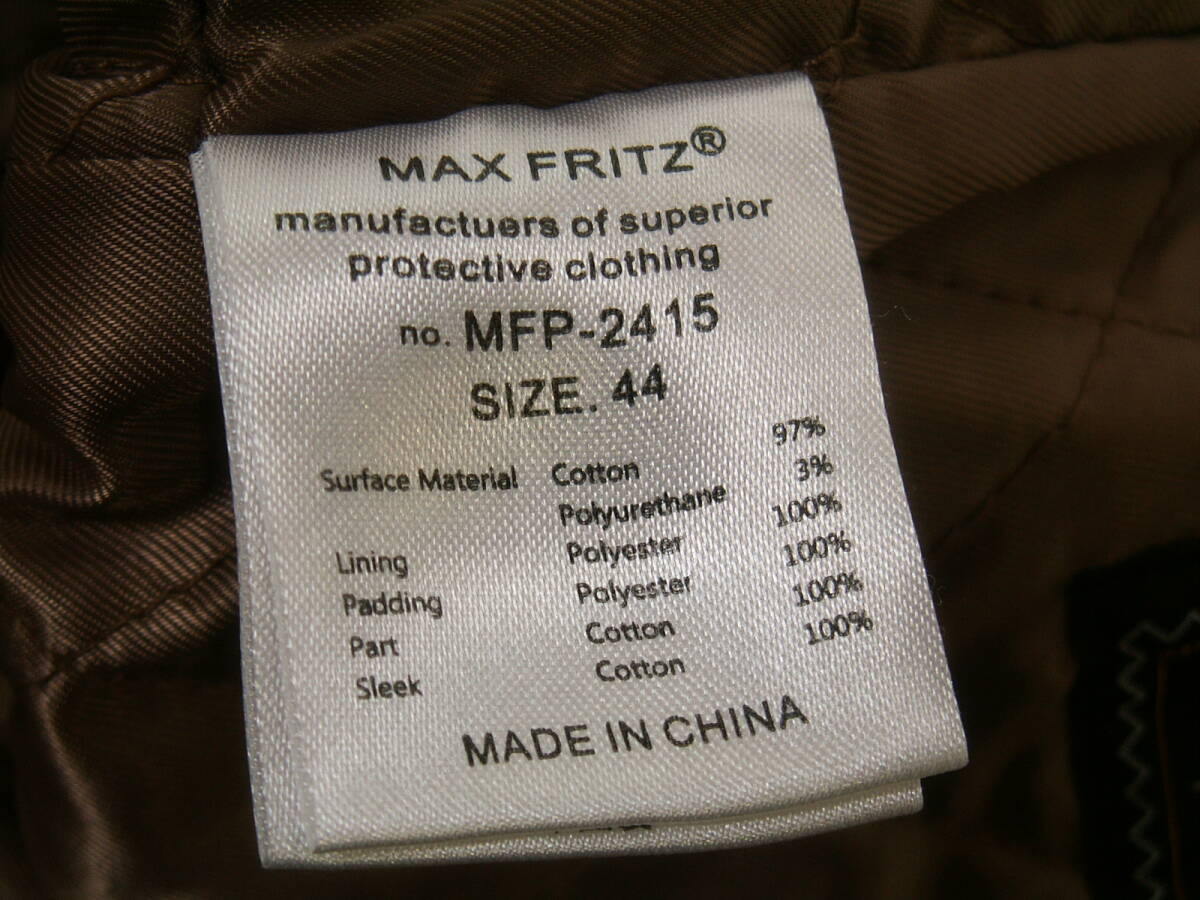 MAX FRITZ®
manufactuers of superior
protective clothing
no. MFP-2415
SIZE. 44
Surface Material Cotton 97%
Polyurethane 3%
Lining Polyester 100%
Padding Polyester 100%
Part Cotton 100%
Sleek Cotton 100%
MADE IN CHINA